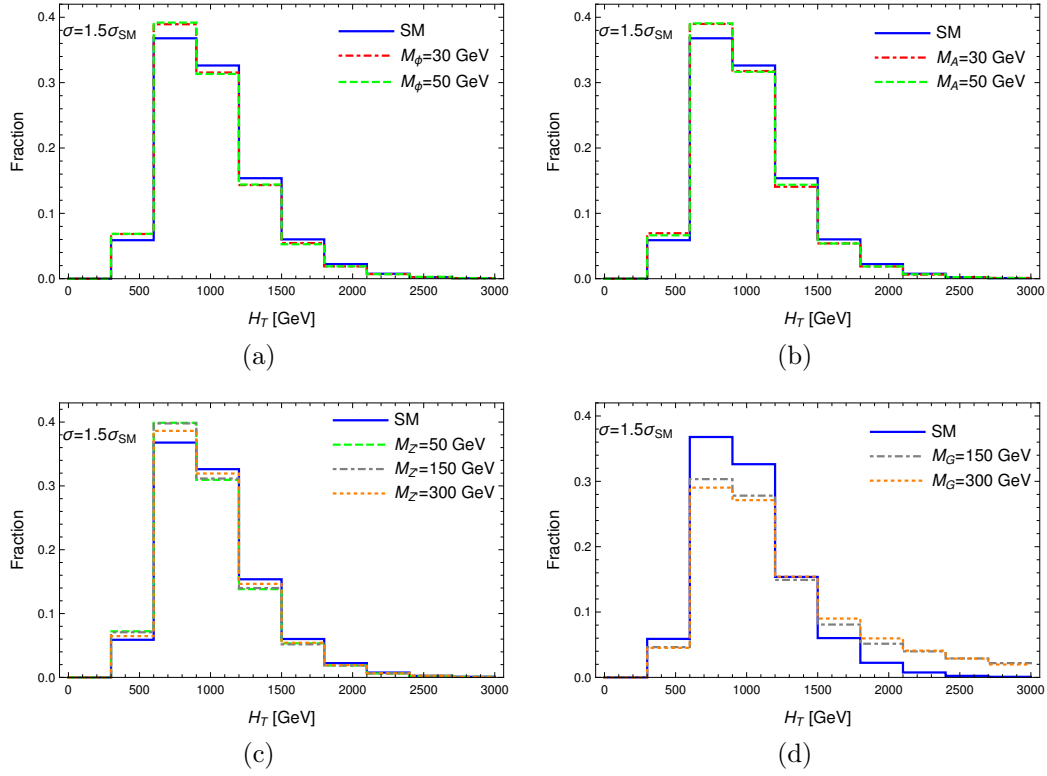 σ=1.5σSM
SM
Mϕ=30 GeV
Mϕ=50 GeV
Fraction
0.4
0.3
0.2
0.1
0.0
0 500 1000 1500 2000 2500 3000
HT [GeV]
(a)
σ=1.5σSM
SM
MA=30 GeV
MA=50 GeV
Fraction
0.4
0.3
0.2
0.1
0.0
0 500 1000 1500 2000 2500 3000
HT [GeV]
(b)
σ=1.5σSM
SM
MZ'=50 GeV
MZ'=150 GeV
MZ'=300 GeV
Fraction
0.4
0.3
0.2
0.1
0.0
0 500 1000 1500 2000 2500 3000
HT [GeV]
(c)
σ=1.5σSM
SM
MG=150 GeV
MG=300 GeV
Fraction
0.4
0.3
0.2
0.1
0.0
0 500 1000 1500 2000 2500 3000
HT [GeV]
(d)